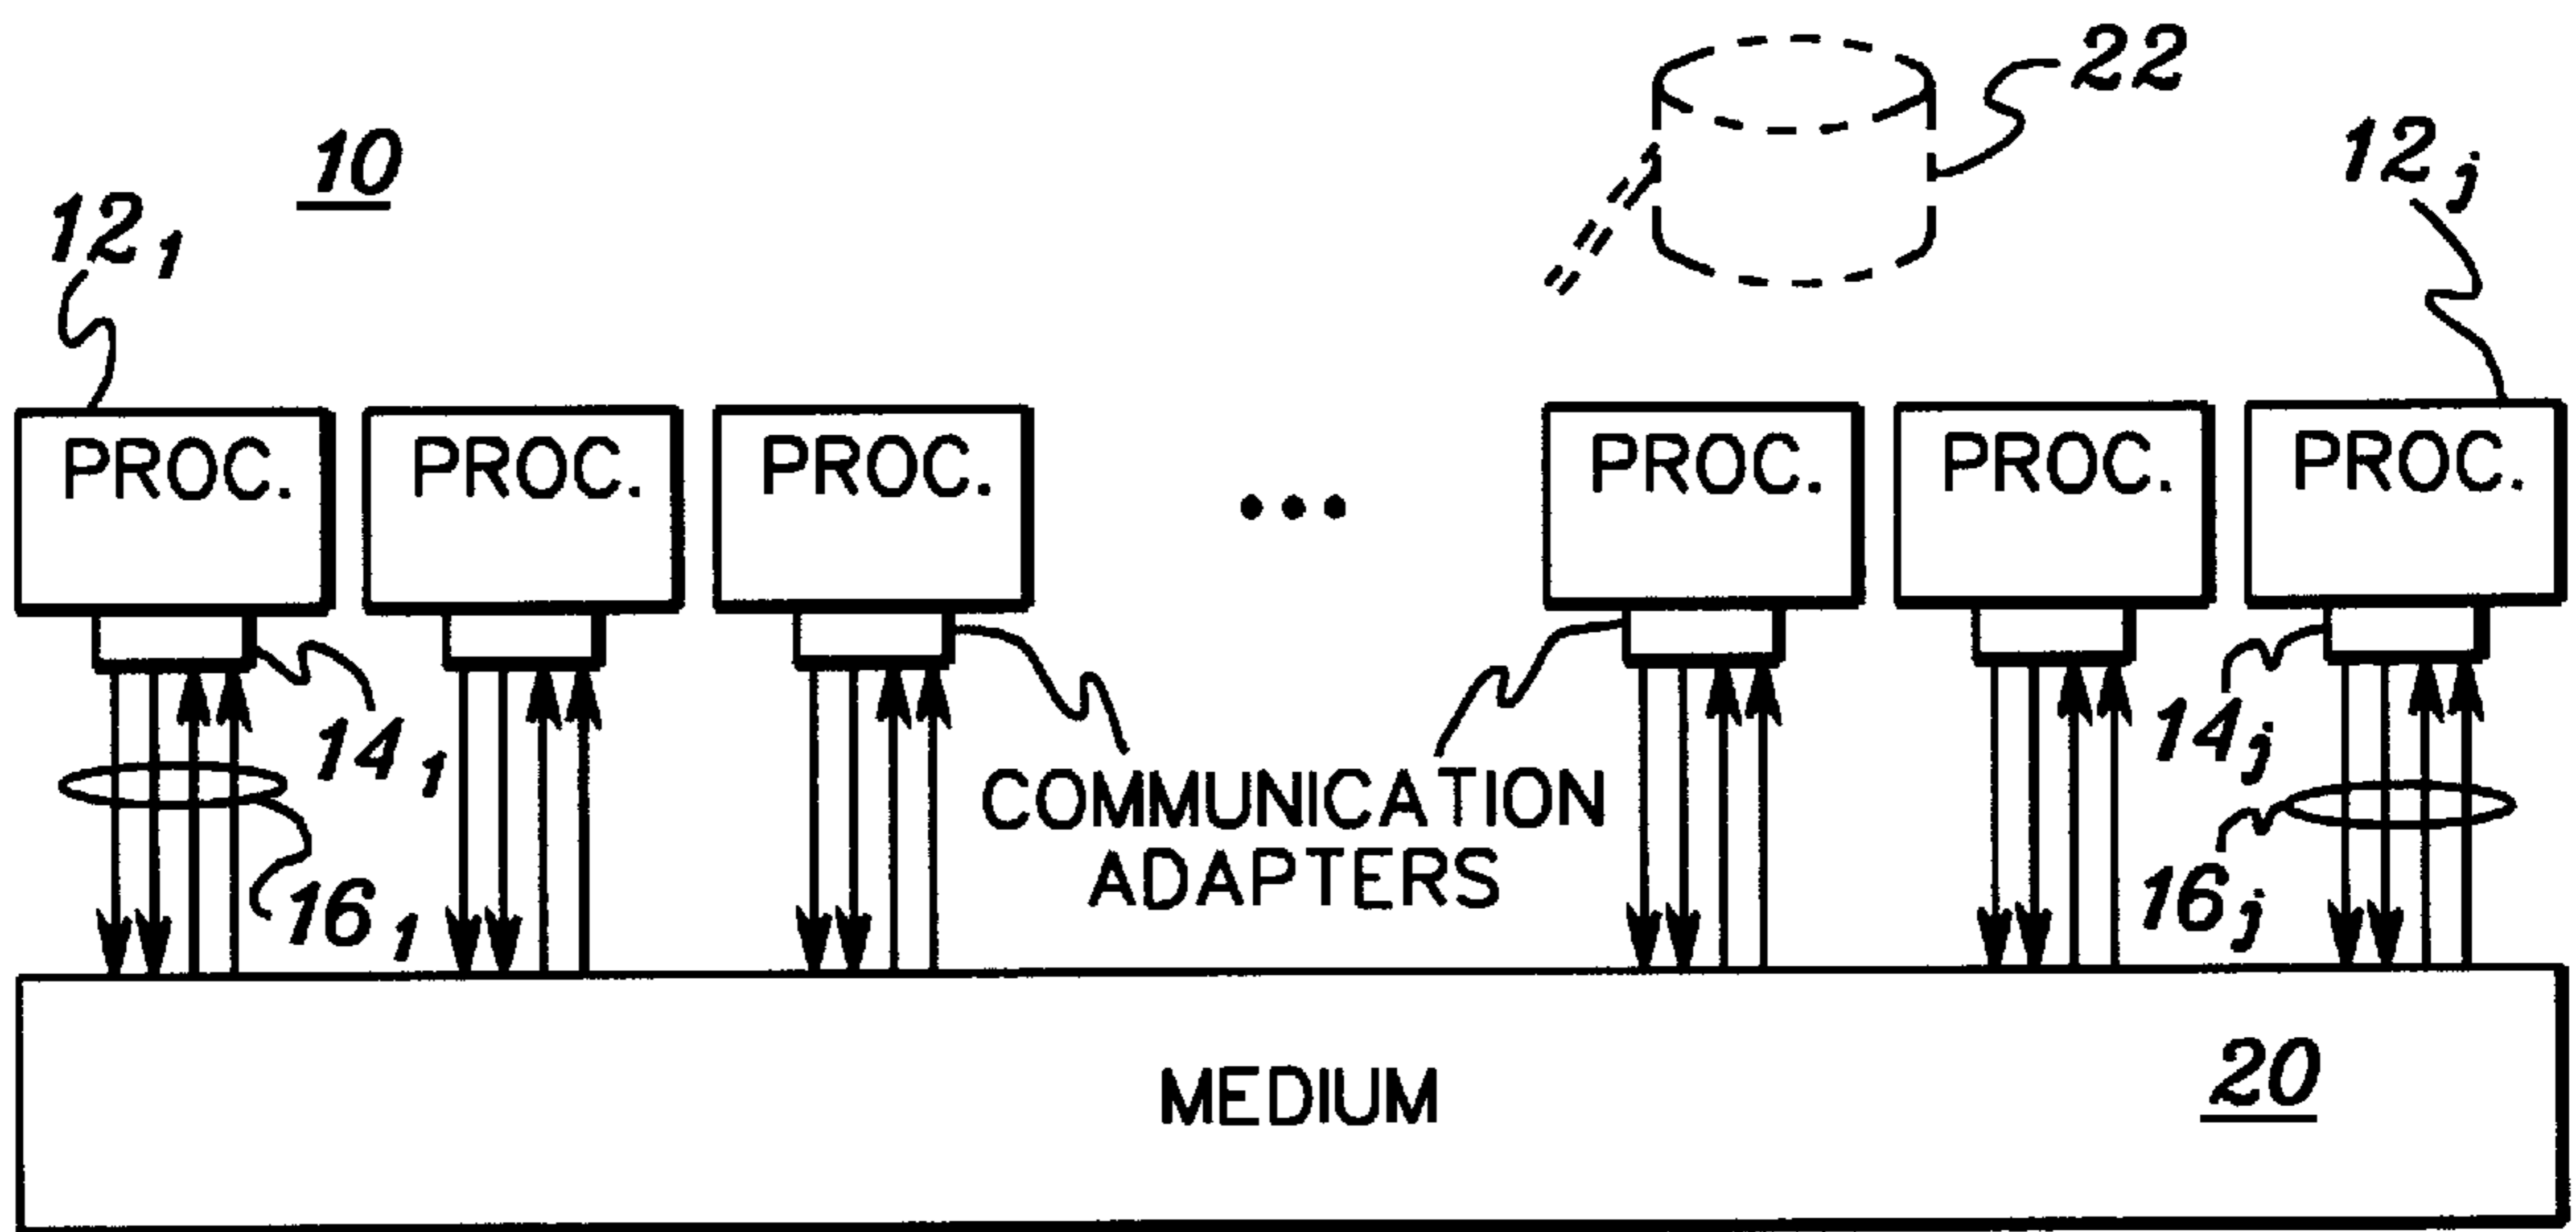 22
10
12j
121
PROC. PROC. PROC. ... PROC. PROC. PROC.
141
14j
COMMUNICATION
ADAPTERS
161
16j
MEDIUM
20